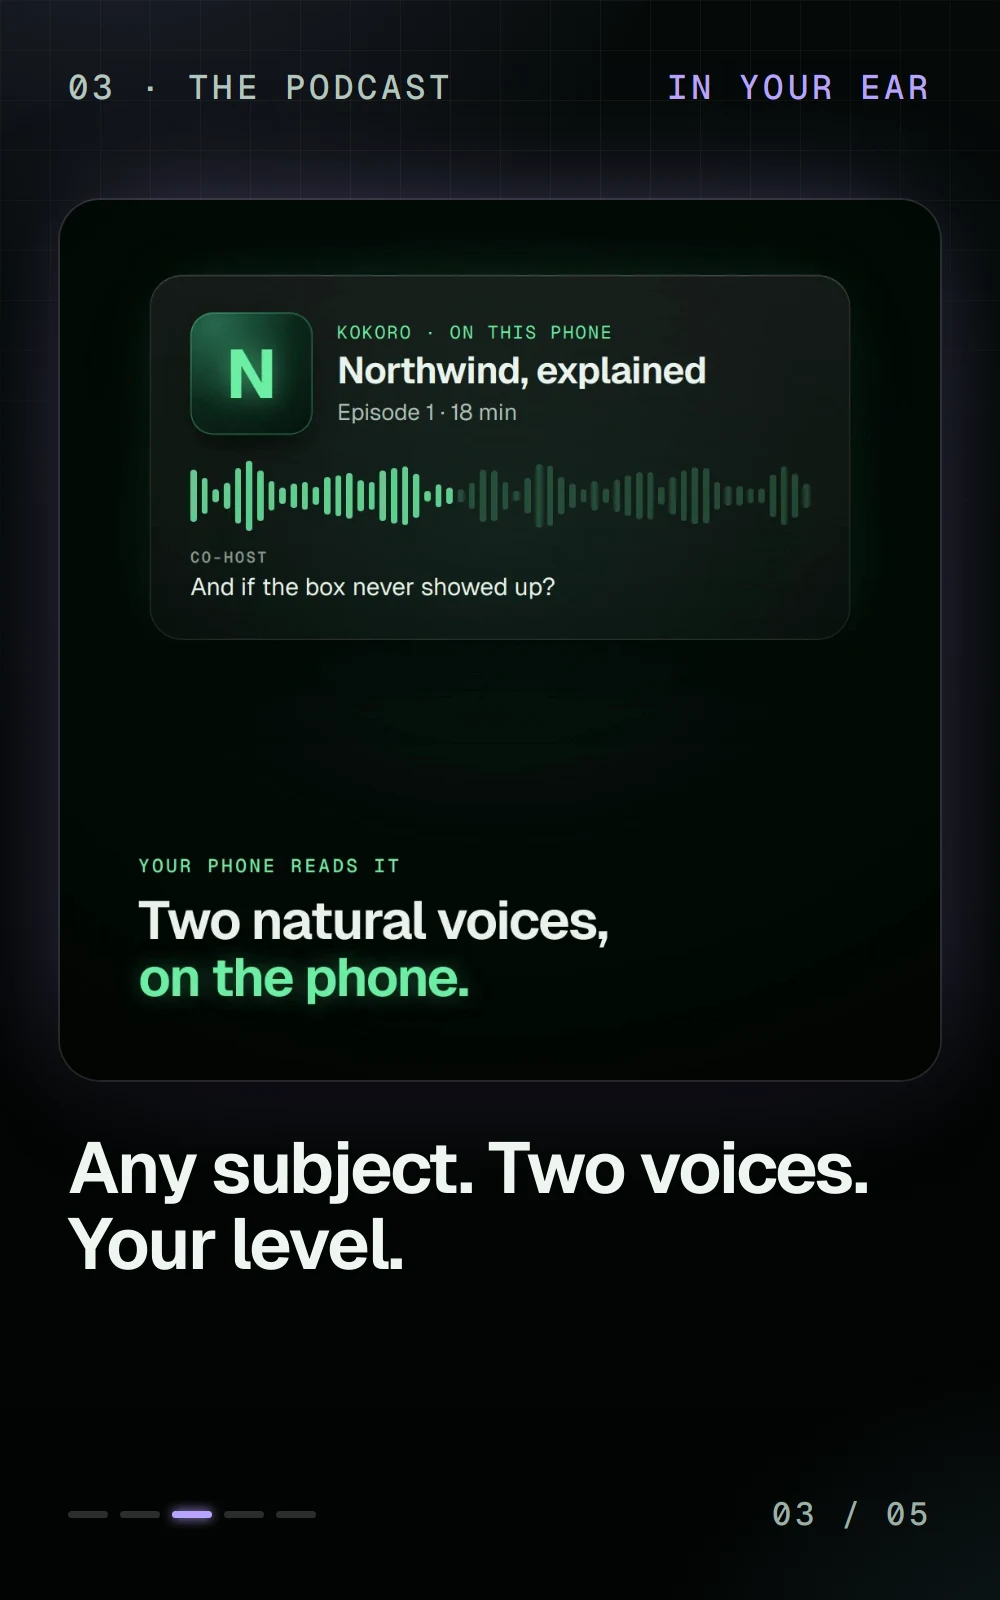 03 · THE PODCAST
IN YOUR EAR
N
KOKORO · ON THIS PHONE
Northwind, explained
Episode 1 · 18 min
CO-HOST
And if the box never showed up?
YOUR PHONE READS IT
Two natural voices,
on the phone.
Any subject. Two voices.
Your level.
03 / 05